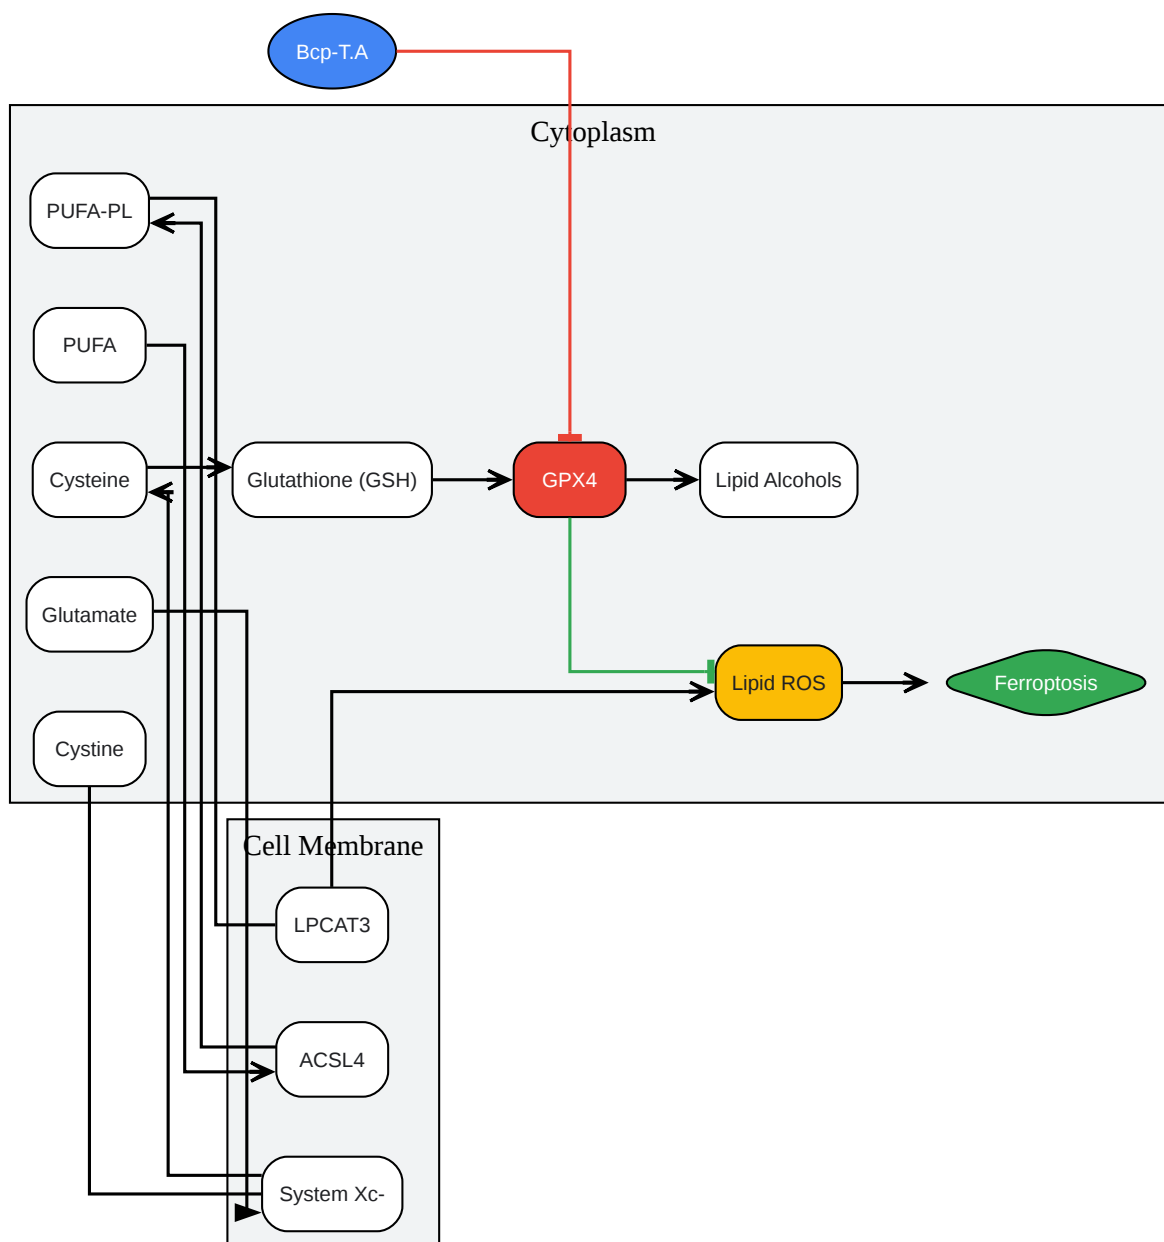 Bcp-T.A
Cytoplasm
PUFA-PL
PUFA
Cysteine
Glutathione (GSH)
GPX4
Lipid Alcohols
Glutamate
Lipid ROS
Ferroptosis
Cystine
Cell Membrane
LPCAT3
ACSL4
System Xc-